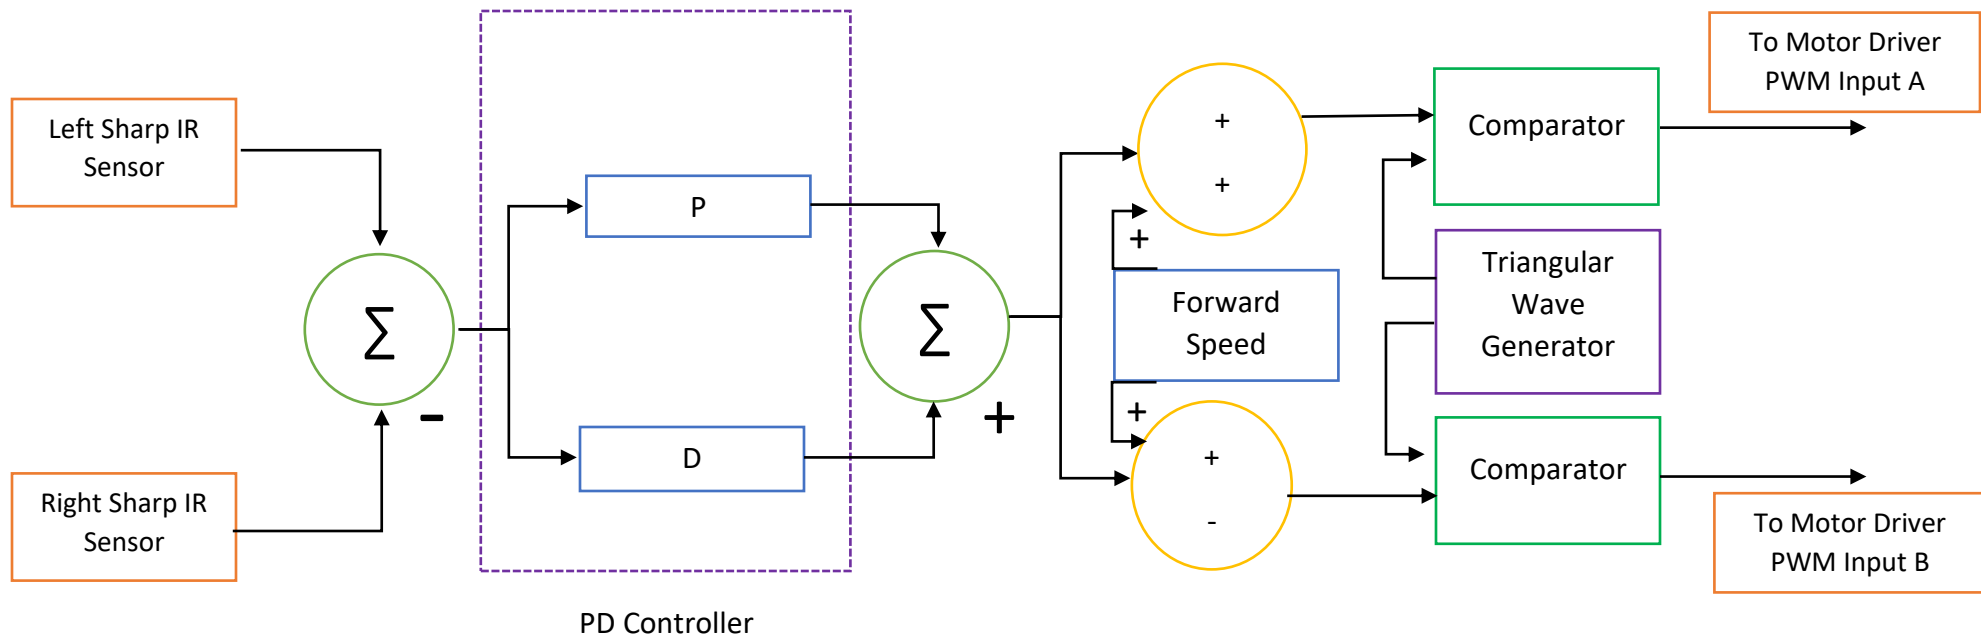 Left Sharp IR
Sensor
Right Sharp IR
Sensor
∑
-
P
D
PD Controller
∑
+
+
+
+
Forward
Speed
+
+
-
Comparator
Triangular
Wave
Generator
Comparator
To Motor Driver
PWM Input A
To Motor Driver
PWM Input B